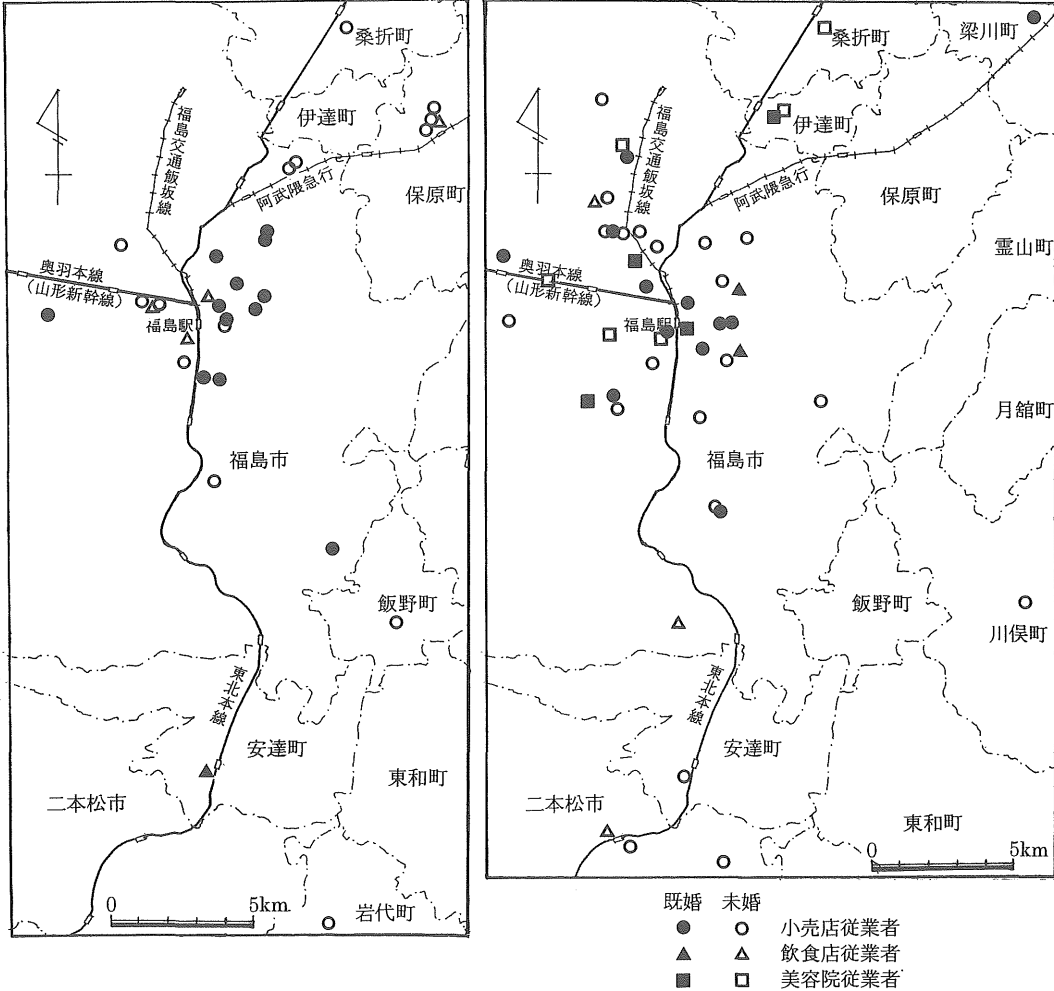 桑折町
伊達町
福島交通飯坂線
保原町
阿武隈急行
奥羽本線
(山形新幹線)
福島駅
福島市
飯野町
東北本線
安達町
二本松市
東和町
0 5km
岩代町
梁川町
桑折町
伊達町
福島交通飯坂線
阿武隈急行
保原町
霊山町
奥羽本線
(山形新幹線)
福島駅
月舘町
福島市
飯野町
川俣町
東北本線
安達町
二本松市
東和町
0 5km
既婚 未婚
小売店従業者
飲食店従業者
美容院従業者